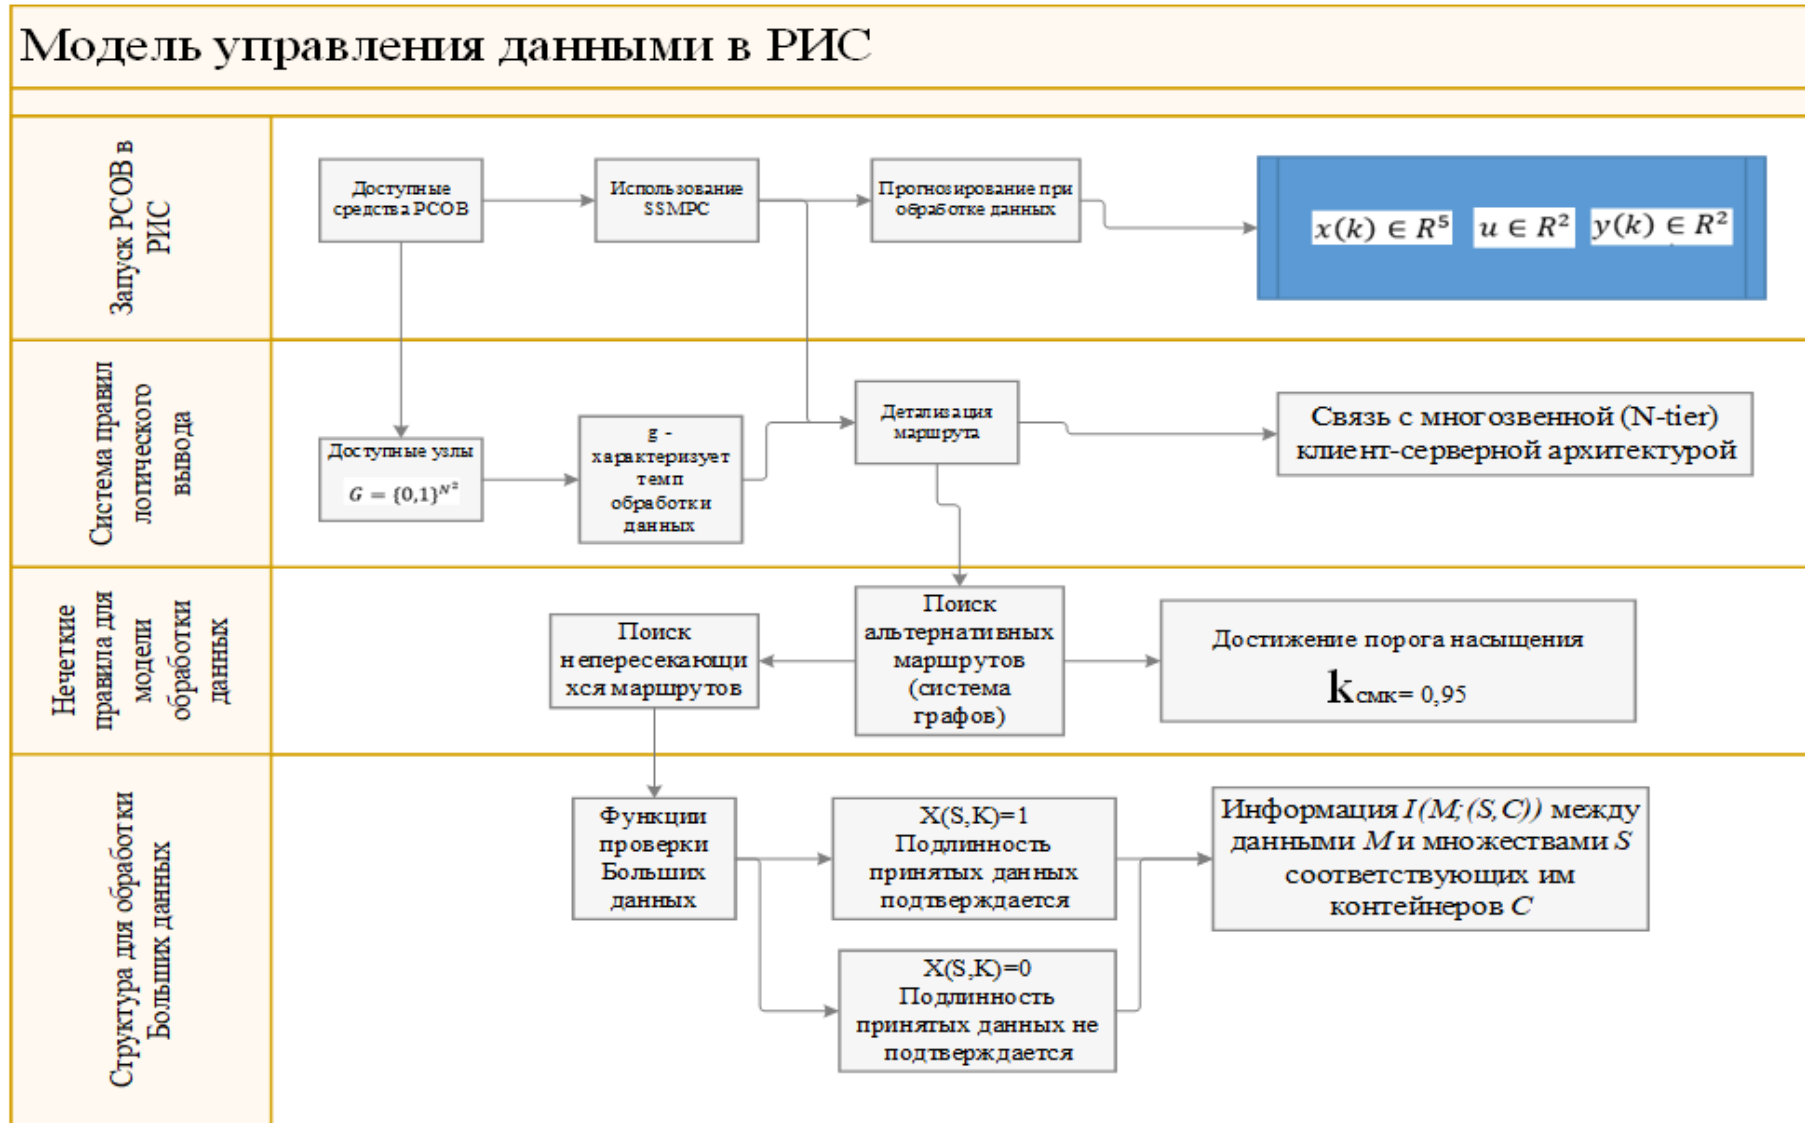 Модель управления данными в РИС
Запуск РСОВ в
РИС
Доступные
средства РСОВ
Использование
SSMPC
Прогнозирование при
обработке данных
x(k) ∈ R⁵ u ∈ R² y(k) ∈ R²
Система правил
логического
вывода
Доступные узлы
G = {0,1}^{N²}
g -
характеризует
темп
обработки
данных
Детализация
маршрута
Связь с многозвенной (N-tier)
клиент-серверной архитектурой
Нечеткие
правила для
модели
обработки
данных
Поиск
непересекающи
хся маршрутов
Поиск
альтернативных
маршрутов
(система
графов)
Достижение порога насыщения
kсмк= 0,95
Структура для обработки
Больших данных
Функции
проверки
Больших
данных
X(S,K)=1
Подлинность
принятых данных
подтверждается
X(S,K)=0
Подлинность
принятых данных не
подтверждается
Информация I(M;(S,C)) между
данными M и множествами S
соответствующих им
контейнеров C